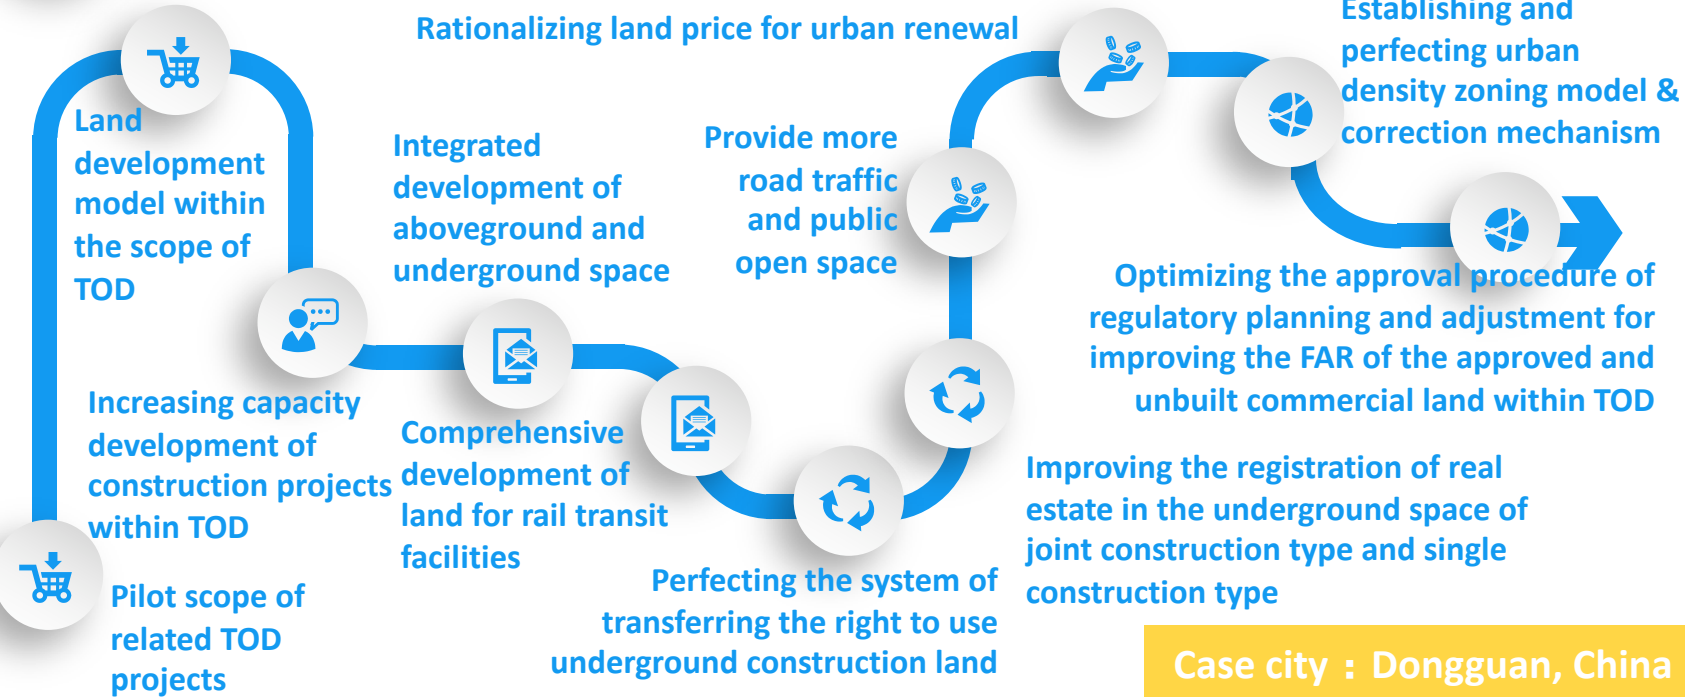 Rationalizing land price for urban renewal
Establishing and
perfecting urban
density zoning model &
correction mechanism
Land
development
model within
the scope of
TOD
Integrated
development of
aboveground and
underground space
Provide more
road traffic
and public
open space
Optimizing the approval procedure of
regulatory planning and adjustment for
improving the FAR of the approved and
unbuilt commercial land within TOD
Increasing capacity
development of
construction projects
within TOD
Comprehensive
development of
land for rail transit
facilities
Improving the registration of real
estate in the underground space of
joint construction type and single
construction type
Perfecting the system of
transferring the right to use
underground construction land
Pilot scope of
related TOD
projects
Case city：Dongguan, China